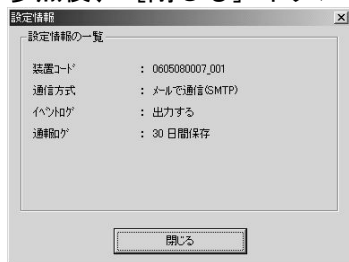 設定情報
設定情報の一覧
装置コード : 0605080007_001
通信方式 : メールで通信(SMTP)
イベントログ : 出力する
通報ログ : 30 日間保存
閉じる